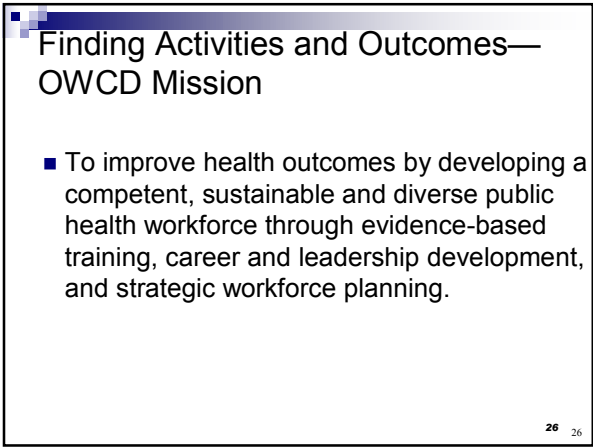 Finding Activities and Outcomes—
OWCD Mission
To improve health outcomes by developing a
competent, sustainable and diverse public
health workforce through evidence-based
training, career and leadership development,
and strategic workforce planning.
26 26